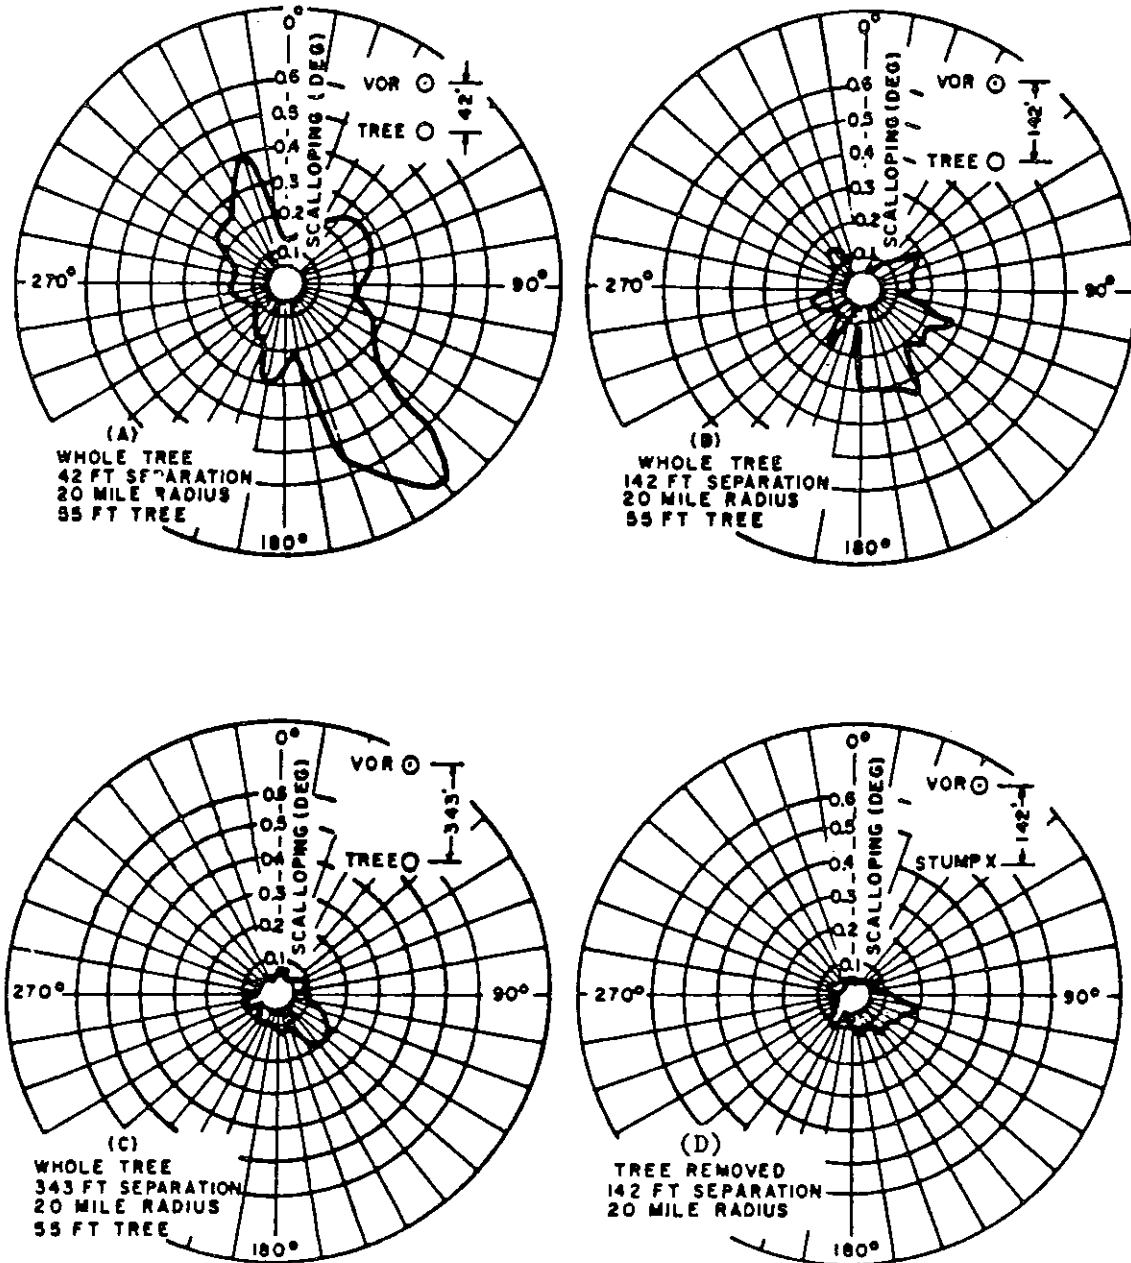 0°
0.6
0.5
0.4
0.3
0.2
0.1
SCALLOPING (DEG)
VOR
42'
TREE
270°
90°
180°
(A)
WHOLE TREE
42 FT SEPARATION
20 MILE RADIUS
55 FT TREE
0°
0.6
0.5
0.4
0.3
0.2
0.1
SCALLOPING (DEG)
VOR
142'
TREE
270°
90°
180°
(B)
WHOLE TREE
142 FT SEPARATION
20 MILE RADIUS
55 FT TREE
0°
0.6
0.5
0.4
0.3
0.2
0.1
SCALLOPING (DEG)
VOR
343'
TREE
270°
90°
180°
(C)
WHOLE TREE
343 FT SEPARATION
20 MILE RADIUS
55 FT TREE
0°
0.6
0.5
0.4
0.3
0.2
0.1
SCALLOPING (DEG)
VOR
142'
STUMP X
270°
90°
180°
(D)
TREE REMOVED
142 FT SEPARATION
20 MILE RADIUS